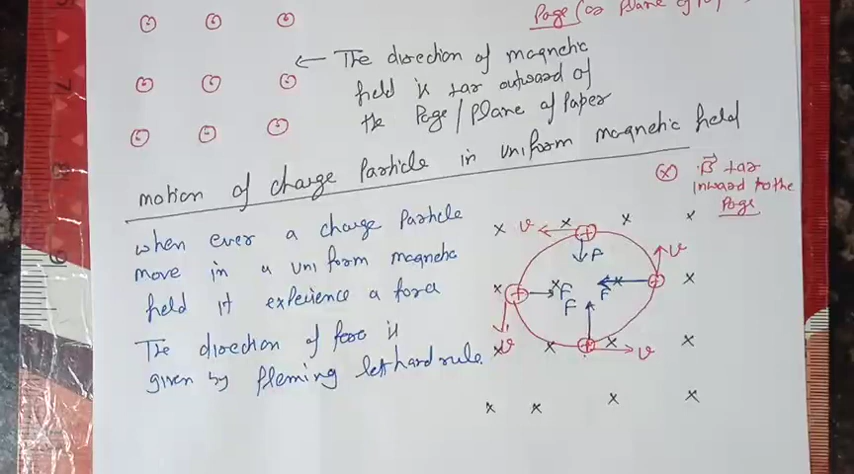 Page (or Plane of
← The direction of magnetic
field is tar outward of
the Page/Plane of Paper
motion of charge Particle in uniform magnetic field
⊗ B⃗ tar
inward to the
Page
when ever a charge Particle
move in a uniform magnetic
field it experience a force
The direction of force is
given by fleming left hand rule.
x v x + x x
F v
x + x F F x + x
F
x v x + x v x
x x x x